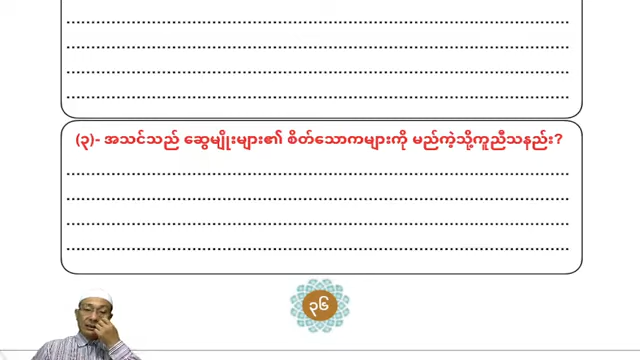 (၃)- အသင်သည် ဆွေမျိုးများ၏ စိတ်သောကများကို မည်ကဲ့သို့ကူညီသနည်း?
၃၆